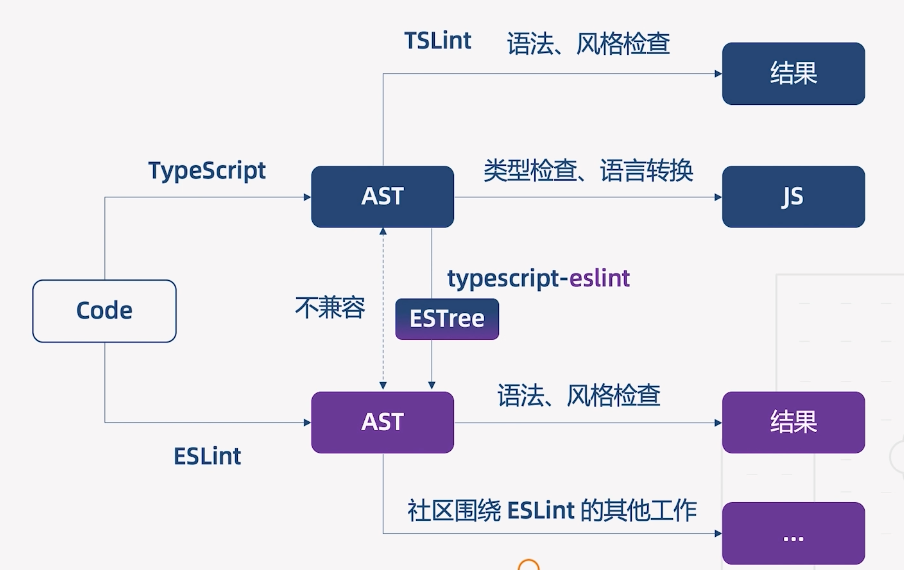 TSLint 语法、风格检查
结果
TypeScript
AST
类型检查、语言转换
JS
Code
不兼容
typescript-eslint
ESTree
ESLint
AST
语法、风格检查
结果
社区围绕 ESLint 的其他工作
...